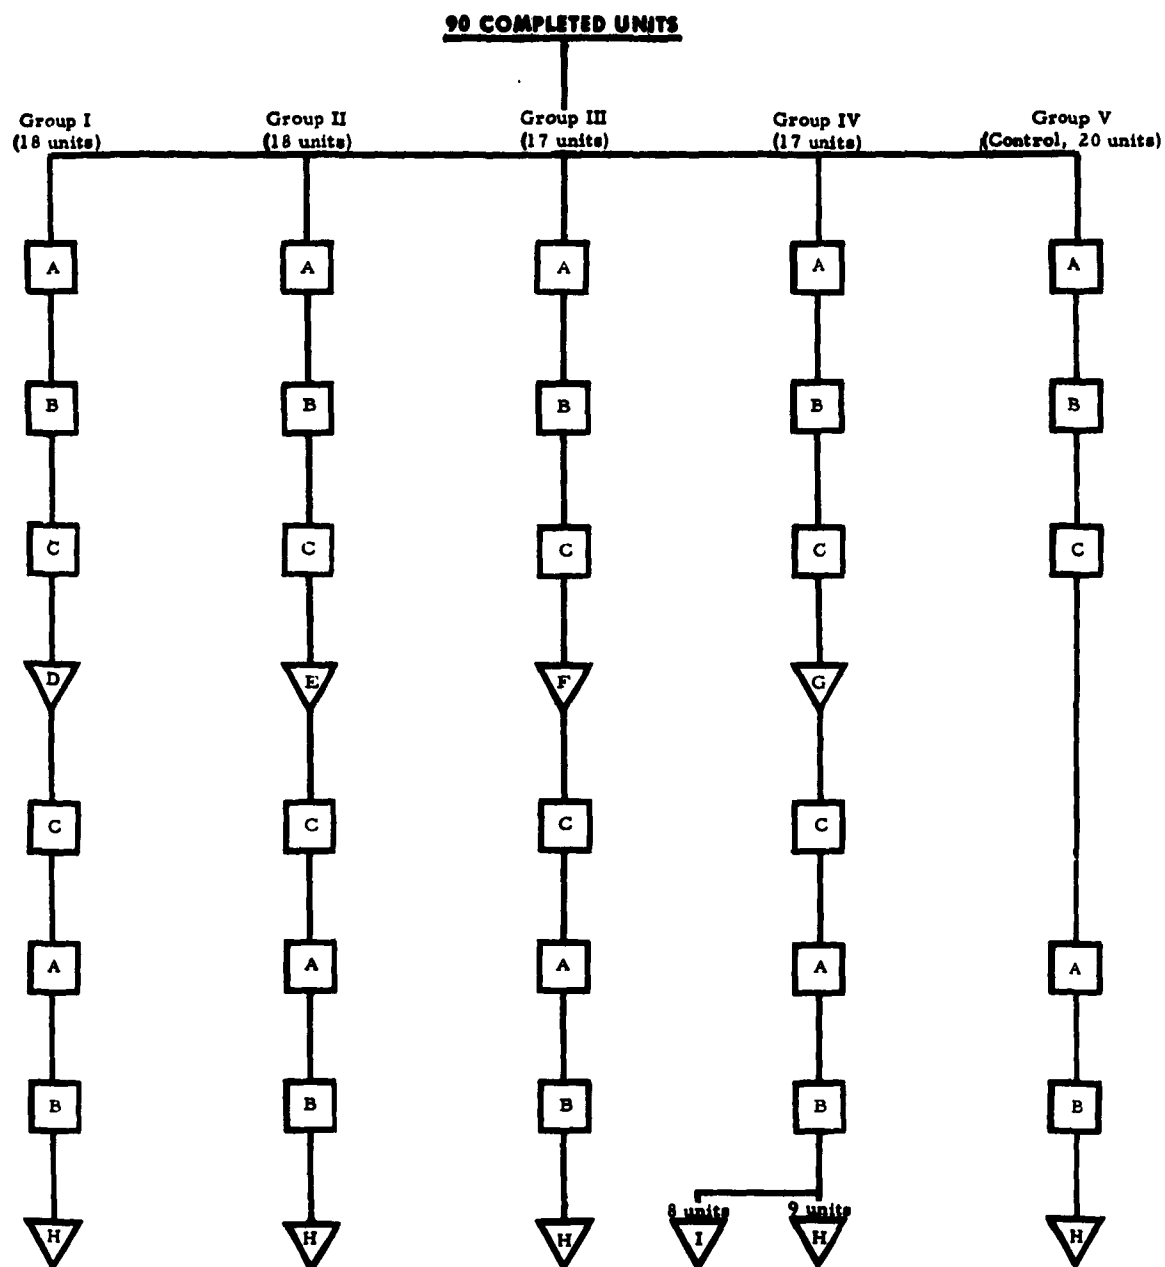 90 COMPLETED UNITS
Group I Group II Group III Group IV Group V
(18 units) (18 units) (17 units) (17 units) (Control, 20 units)
A A A A A
B B B B B
C C C C C
D E F G
C C C C
A A A A A
B B B B B
8 units 9 units
H H H I H H